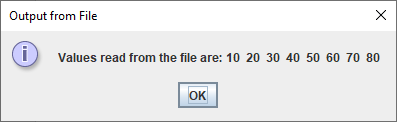 Output from File
Values read from the file are: 10 20 30 40 50 60 70 80
OK